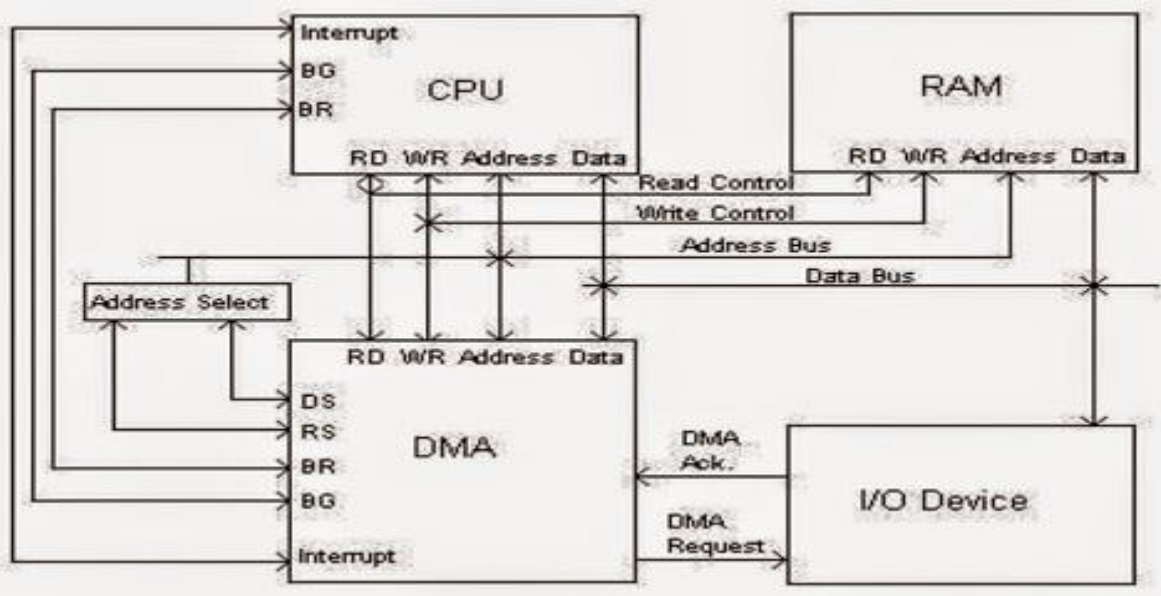 Interrupt
BG
BR
CPU
RD WR Address Data
RAM
RD WR Address Data
Read Control
Write Control
Address Bus
Data Bus
Address Select
RD WR Address Data
DS
RS
BR
BG
Interrupt
DMA
DMA
Ack.
DMA
Request
I/O Device